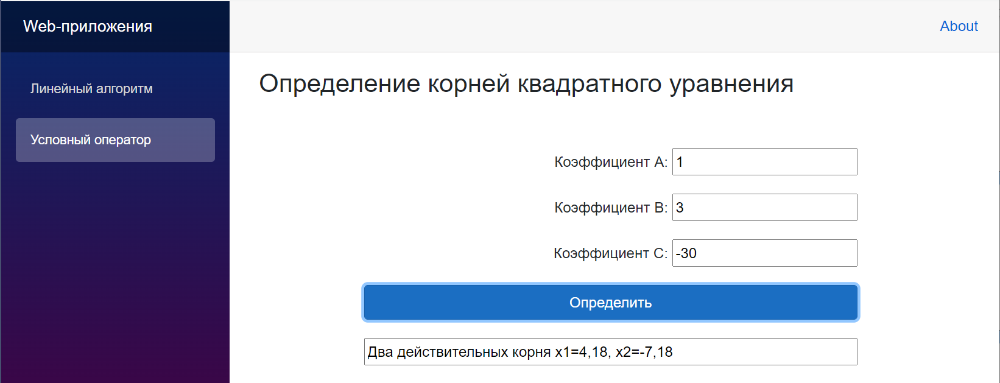 Web-приложения
About
Линейный алгоритм
Условный оператор
Определение корней квадратного уравнения
Коэффициент A: 1
Коэффициент B: 3
Коэффициент C: -30
Определить
Два действительных корня x1=4,18, x2=-7,18